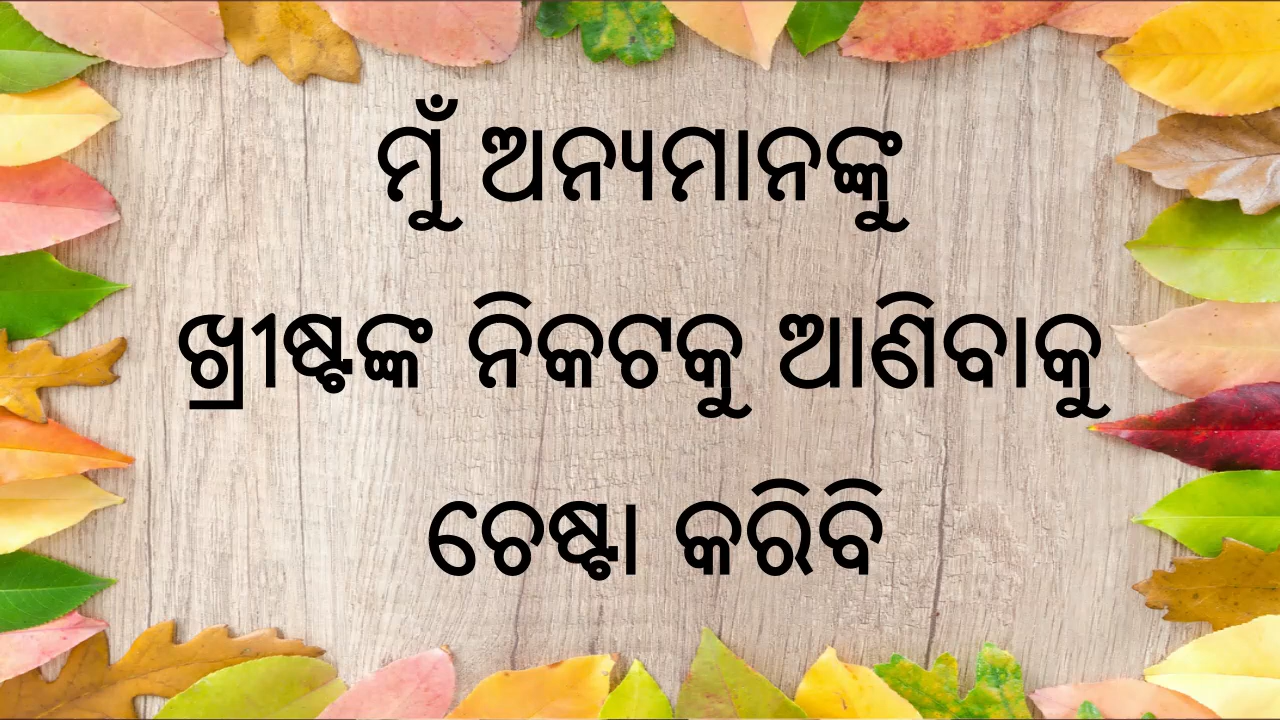 ମୁଁ ଅନ୍ୟମାନଙ୍କୁ
ଖ୍ରୀଷ୍ଟଙ୍କ ନିକଟକୁ ଆଣିବାକୁ
ଚେଷ୍ଟା କରିବି